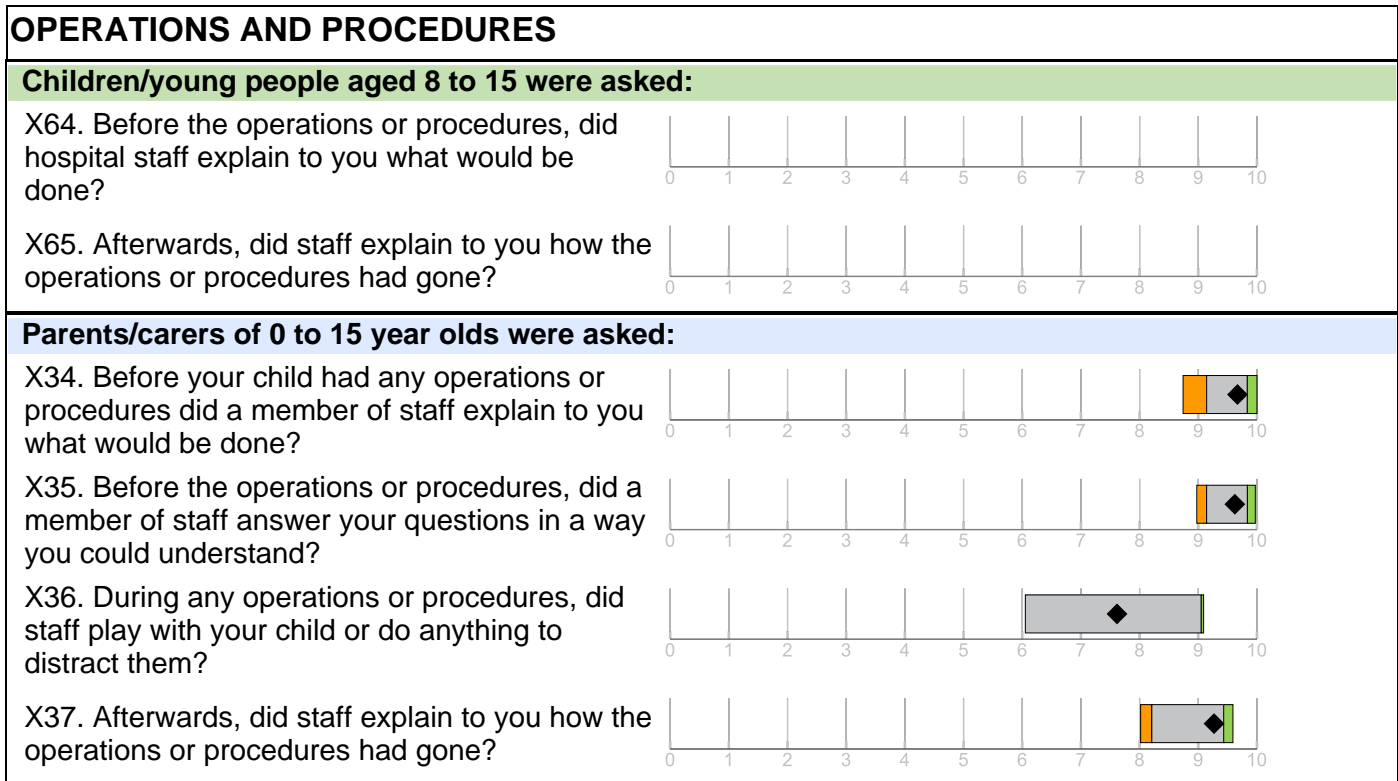 OPERATIONS AND PROCEDURES
Children/young people aged 8 to 15 were asked:
X64. Before the operations or procedures, did
hospital staff explain to you what would be
done?
0 1 2 3 4 5 6 7 8 9 10
X65. Afterwards, did staff explain to you how the
operations or procedures had gone?
0 1 2 3 4 5 6 7 8 9 10
Parents/carers of 0 to 15 year olds were asked:
X34. Before your child had any operations or
procedures did a member of staff explain to you
what would be done?
0 1 2 3 4 5 6 7 8 9 10
X35. Before the operations or procedures, did a
member of staff answer your questions in a way
you could understand?
0 1 2 3 4 5 6 7 8 9 10
X36. During any operations or procedures, did
staff play with your child or do anything to
distract them?
0 1 2 3 4 5 6 7 8 9 10
X37. Afterwards, did staff explain to you how the
operations or procedures had gone?
0 1 2 3 4 5 6 7 8 9 10